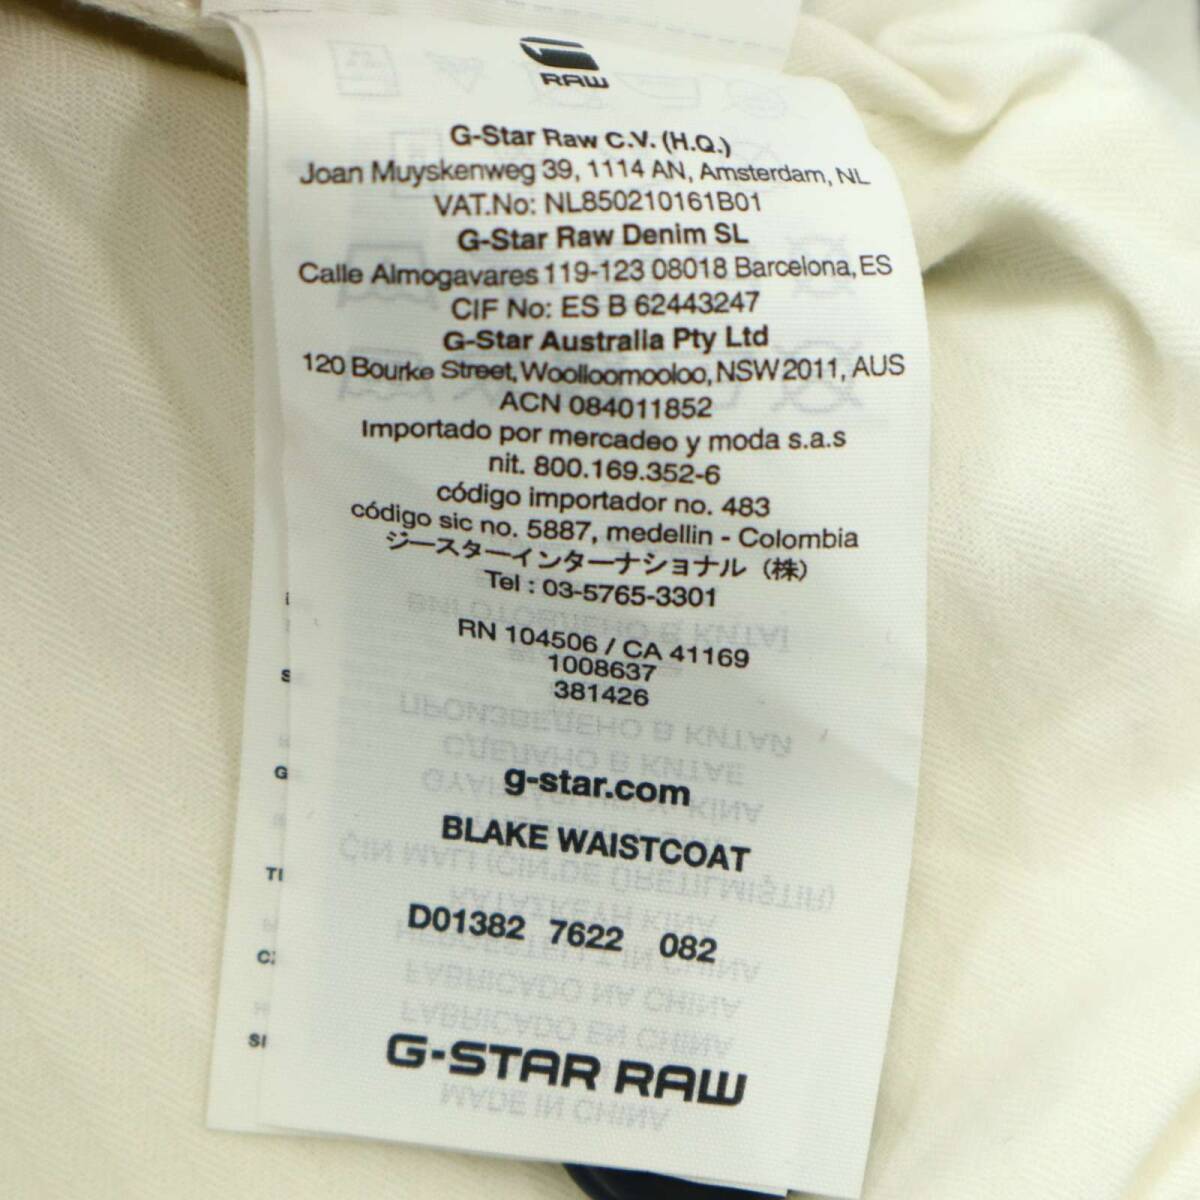 RAW
G-Star Raw C.V. (H.Q.)
Joan Muyskenweg 39, 1114 AN, Amsterdam, NL
VAT.No: NL850210161B01
G-Star Raw Denim SL
Calle Almogavares 119-123 08018 Barcelona, ES
CIF No: ES B 62443247
G-Star Australia Pty Ltd
120 Bourke Street, Woolloomooloo, NSW 2011, AUS
ACN 084011852
Importado por mercadeo y moda s.a.s
nit. 800.169.352-6
código importador no. 483
código sic no. 5887, medellin - Colombia
ジースターインターナショナル（株）
Tel : 03-5765-3301
RN 104506 / CA 41169
1008637
381426
g-star.com
BLAKE WAISTCOAT
D01382 7622 082
G-STAR RAW